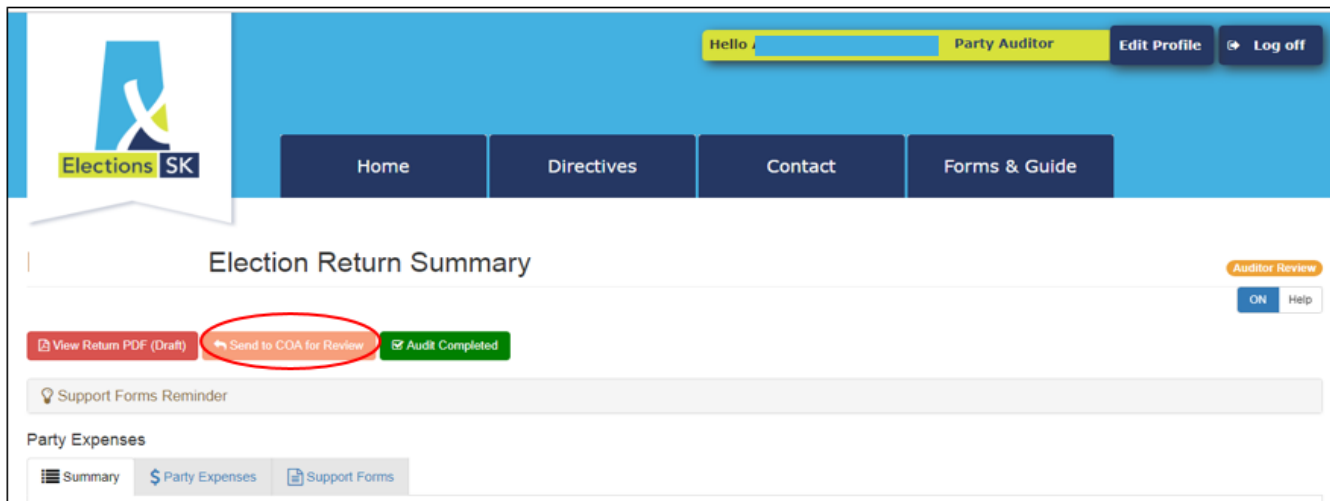 Hello
Party Auditor
Edit Profile
Log off
Elections SK
Home
Directives
Contact
Forms & Guide
Election Return Summary
Auditor Review
ON Help
View Return PDF (Draft)
Send to COA for Review
Audit Completed
Support Forms Reminder
Party Expenses
Summary
$ Party Expenses
Support Forms